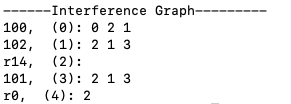 ------Interference Graph---------
100,  (0): 0 2 1
102,  (1): 2 1 3
r14,  (2):
101,  (3): 2 1 3
r0,  (4): 2